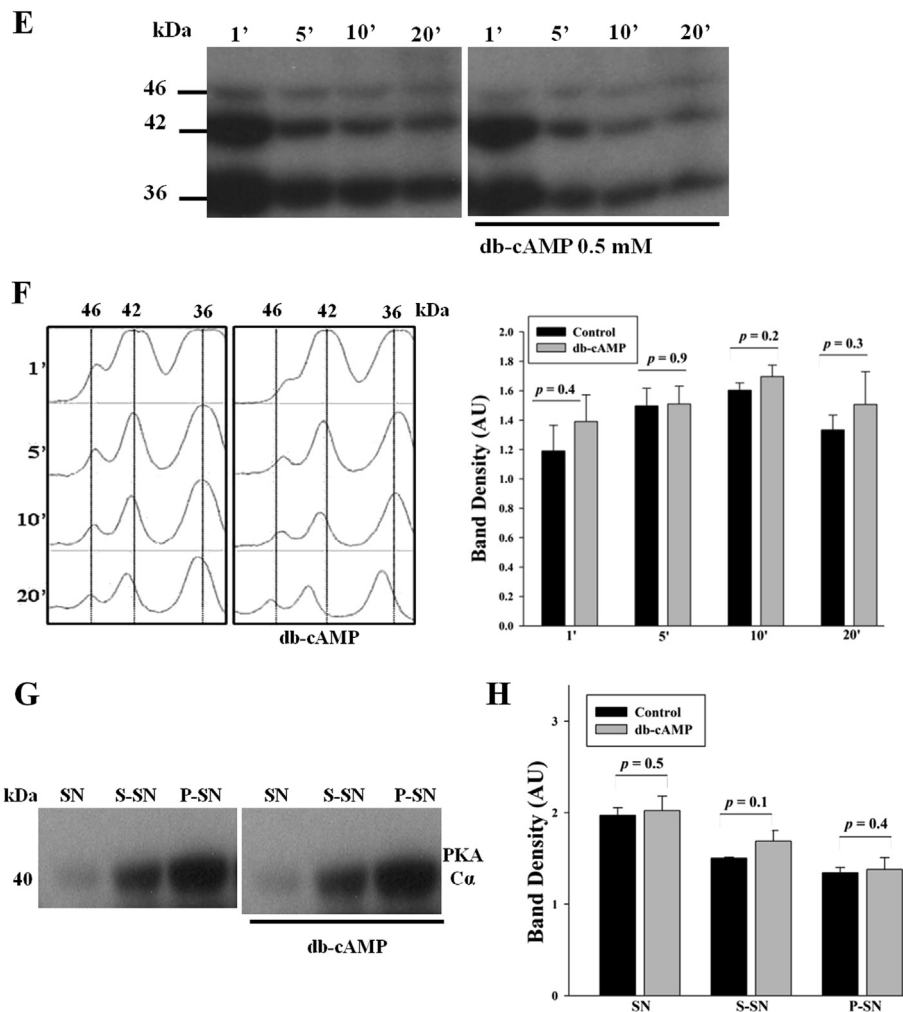 E
kDa 1’ 5’ 10’ 20’ 1’ 5’ 10’ 20’
46
42
36
db-cAMP 0.5 mM
F
46 42 36 46 42 36 kDa
1’
5’
10’
20’
db-cAMP
Band Density (AU)
2.0
1.8
1.6
1.4
1.2
1.0
0.8
0.6
0.4
0.2
0.0
Control
db-cAMP
p = 0.4
p = 0.9
p = 0.2
p = 0.3
1' 5' 10' 20'
G
kDa SN S-SN P-SN SN S-SN P-SN
40
PKA
Cα
db-cAMP
H
Band Density (AU)
3
2
1
0
Control
db-cAMP
p = 0.5
p = 0.1
p = 0.4
SN S-SN P-SN